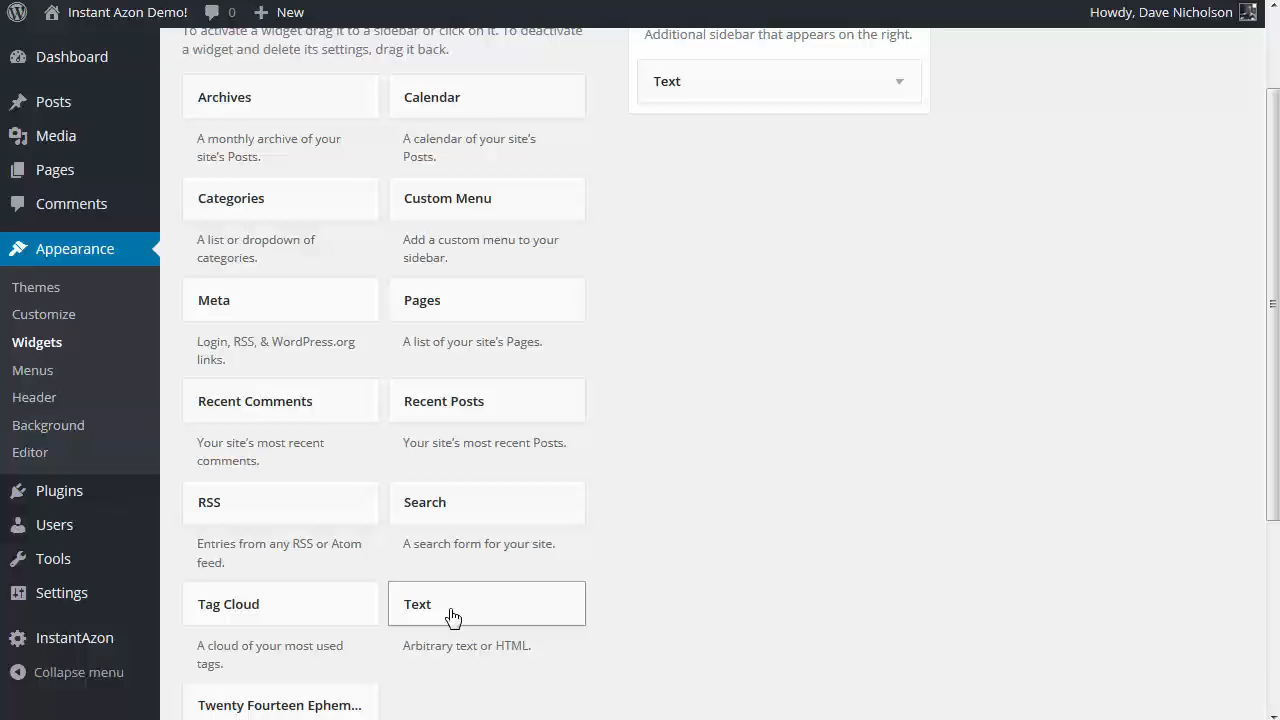 Instant Azon Demo!
0
New
Howdy, Dave Nicholson
Dashboard
Posts
Media
Pages
Comments
Appearance
Themes
Customize
Widgets
Menus
Header
Background
Editor
Plugins
Users
Tools
Settings
InstantAzon
Collapse menu
To activate a widget drag it to a sidebar or click on it. To deactivate
a widget and delete its settings, drag it back.
Archives
A monthly archive of your
site's Posts.
Calendar
A calendar of your site's
Posts.
Categories
A list or dropdown of
categories.
Custom Menu
Add a custom menu to your
sidebar.
Meta
Login, RSS, & WordPress.org
links.
Pages
A list of your site's Pages.
Recent Comments
Your site's most recent
comments.
Recent Posts
Your site's most recent Posts.
RSS
Entries from any RSS or Atom
feed.
Search
A search form for your site.
Tag Cloud
A cloud of your most used
tags.
Text
Arbitrary text or HTML.
Twenty Fourteen Ephem...
Additional sidebar that appears on the right.
Text